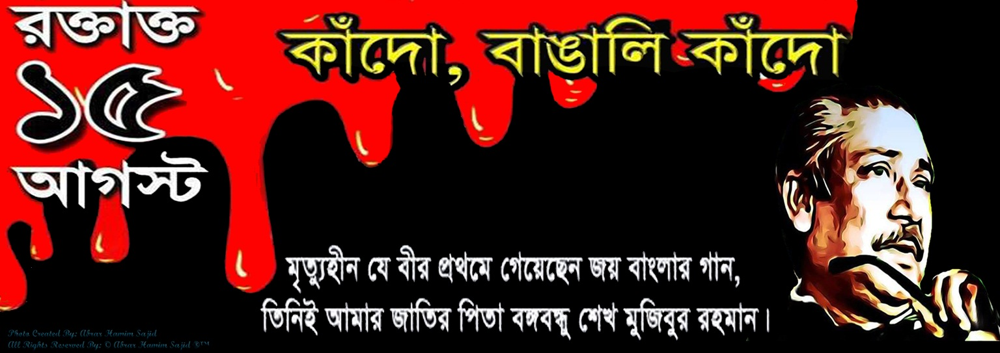 রক্তাক্ত
১৫
আগস্ট
কাঁদো, বাঙালি কাঁদো
মৃত্যুহীন যে বীর প্রথমে গেয়েছেন জয় বাংলার গান,
তিনিই আমার জাতির পিতা বঙ্গবন্ধু শেখ মুজিবুর রহমান।
Photo Created By: Abrar Hamim Sajid
All Rights Reserved By: © Abrar Hamim Sajid ®™